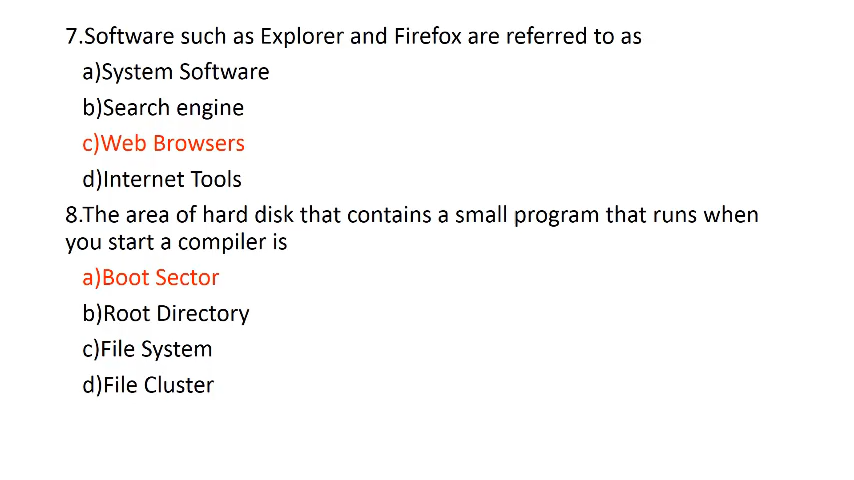 7.Software such as Explorer and Firefox are referred to as
a)System Software
b)Search engine
c)Web Browsers
d)Internet Tools
8.The area of hard disk that contains a small program that runs when
you start a compiler is
a)Boot Sector
b)Root Directory
c)File System
d)File Cluster